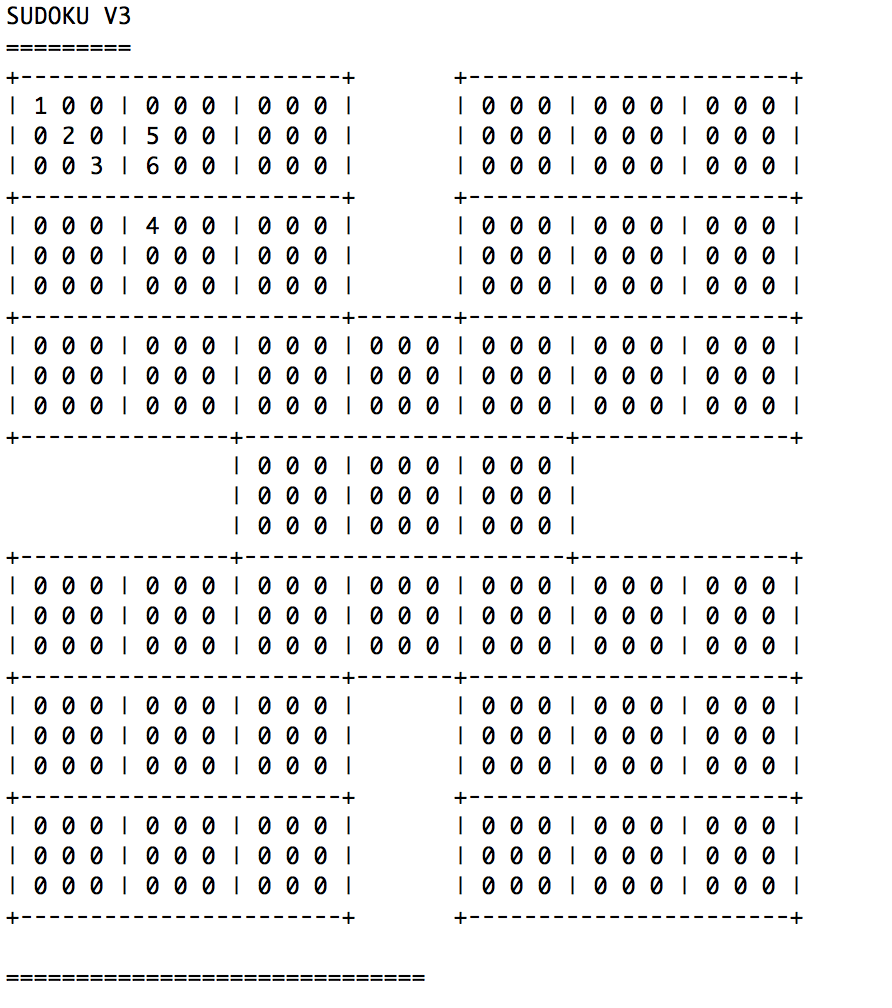 SUDOKU V3
=========
+-----------------------+       +-----------------------+
| 1 0 0 | 0 0 0 | 0 0 0 |       | 0 0 0 | 0 0 0 | 0 0 0 |
| 0 2 0 | 5 0 0 | 0 0 0 |       | 0 0 0 | 0 0 0 | 0 0 0 |
| 0 0 3 | 6 0 0 | 0 0 0 |       | 0 0 0 | 0 0 0 | 0 0 0 |
+-----------------------+       +-----------------------+
| 0 0 0 | 4 0 0 | 0 0 0 |       | 0 0 0 | 0 0 0 | 0 0 0 |
| 0 0 0 | 0 0 0 | 0 0 0 |       | 0 0 0 | 0 0 0 | 0 0 0 |
| 0 0 0 | 0 0 0 | 0 0 0 |       | 0 0 0 | 0 0 0 | 0 0 0 |
+-----------------------+-------+-----------------------+
| 0 0 0 | 0 0 0 | 0 0 0 | 0 0 0 | 0 0 0 | 0 0 0 | 0 0 0 |
| 0 0 0 | 0 0 0 | 0 0 0 | 0 0 0 | 0 0 0 | 0 0 0 | 0 0 0 |
| 0 0 0 | 0 0 0 | 0 0 0 | 0 0 0 | 0 0 0 | 0 0 0 | 0 0 0 |
+---------------+-----------------------+---------------+
                | 0 0 0 | 0 0 0 | 0 0 0 |
                | 0 0 0 | 0 0 0 | 0 0 0 |
                | 0 0 0 | 0 0 0 | 0 0 0 |
+---------------+-----------------------+---------------+
| 0 0 0 | 0 0 0 | 0 0 0 | 0 0 0 | 0 0 0 | 0 0 0 | 0 0 0 |
| 0 0 0 | 0 0 0 | 0 0 0 | 0 0 0 | 0 0 0 | 0 0 0 | 0 0 0 |
| 0 0 0 | 0 0 0 | 0 0 0 | 0 0 0 | 0 0 0 | 0 0 0 | 0 0 0 |
+-----------------------+-------+-----------------------+
| 0 0 0 | 0 0 0 | 0 0 0 |       | 0 0 0 | 0 0 0 | 0 0 0 |
| 0 0 0 | 0 0 0 | 0 0 0 |       | 0 0 0 | 0 0 0 | 0 0 0 |
| 0 0 0 | 0 0 0 | 0 0 0 |       | 0 0 0 | 0 0 0 | 0 0 0 |
+-----------------------+       +-----------------------+
| 0 0 0 | 0 0 0 | 0 0 0 |       | 0 0 0 | 0 0 0 | 0 0 0 |
| 0 0 0 | 0 0 0 | 0 0 0 |       | 0 0 0 | 0 0 0 | 0 0 0 |
| 0 0 0 | 0 0 0 | 0 0 0 |       | 0 0 0 | 0 0 0 | 0 0 0 |
+-----------------------+       +-----------------------+
==============================